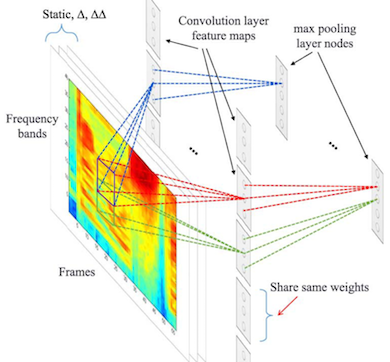 Static, Δ, ΔΔ
Convolution layer
feature maps
max pooling
layer nodes
Frequency
bands
...
...
Frames
Share same weights